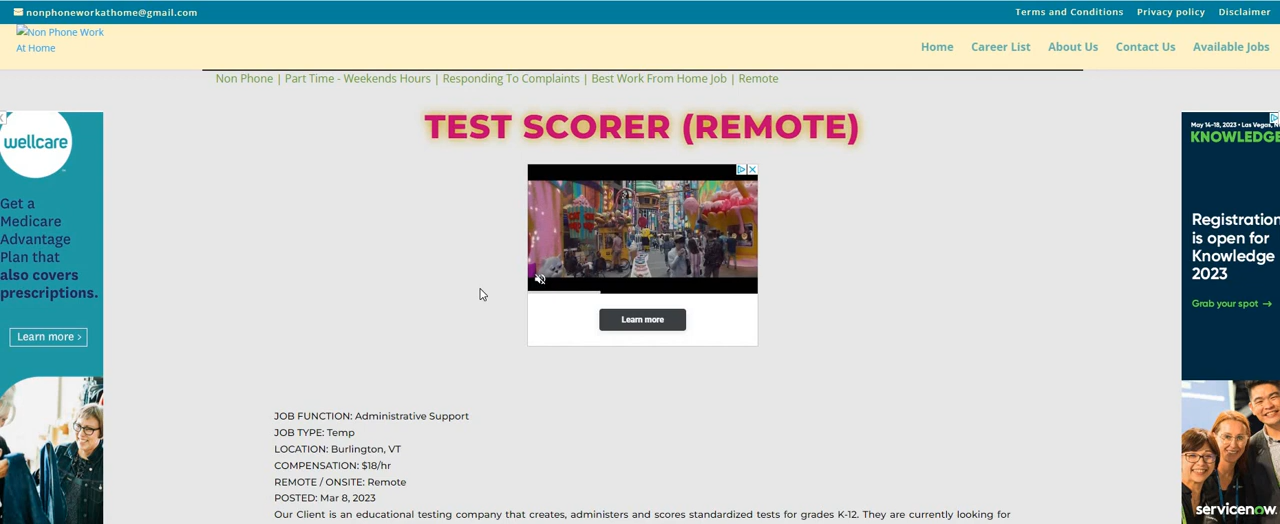 nonphoneworkathome@gmail.com
Terms and Conditions Privacy policy Disclaimer
Non Phone Work
At Home
Home Career List About Us Contact Us Available Jobs
Non Phone | Part Time - Weekends Hours | Responding To Complaints | Best Work From Home Job | Remote
TEST SCORER (REMOTE)
wellcare
Get a
Medicare
Advantage
Plan that
also covers
prescriptions.
Learn more >
Learn more
May 14–18, 2023 • Las Vegas, N
KNOWLEDGE
Registration
is open for
Knowledge
2023
Grab your spot →
servicenow.
JOB FUNCTION: Administrative Support
JOB TYPE: Temp
LOCATION: Burlington, VT
COMPENSATION: $18/hr
REMOTE / ONSITE: Remote
POSTED: Mar 8, 2023
Our Client is an educational testing company that creates, administers and scores standardized tests for grades K-12. They are currently looking for